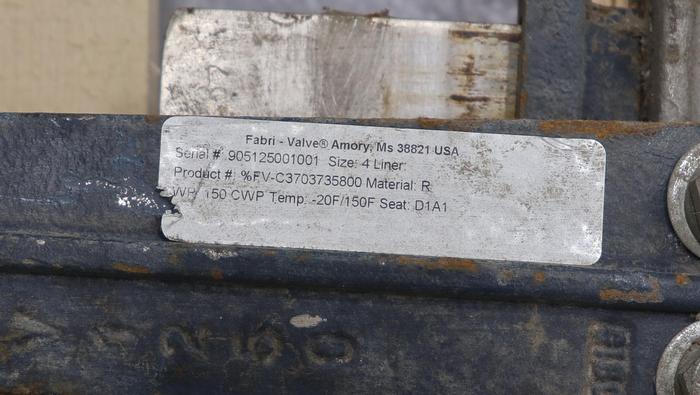 Fabri - Valve® Amory, Ms 38821 USA
Serial #: 905125001001 Size: 4 Liner:
Product #: %FV-C3703735800 Material: R
WP/ 150 CWP Temp: -20F/150F Seat: D1A1